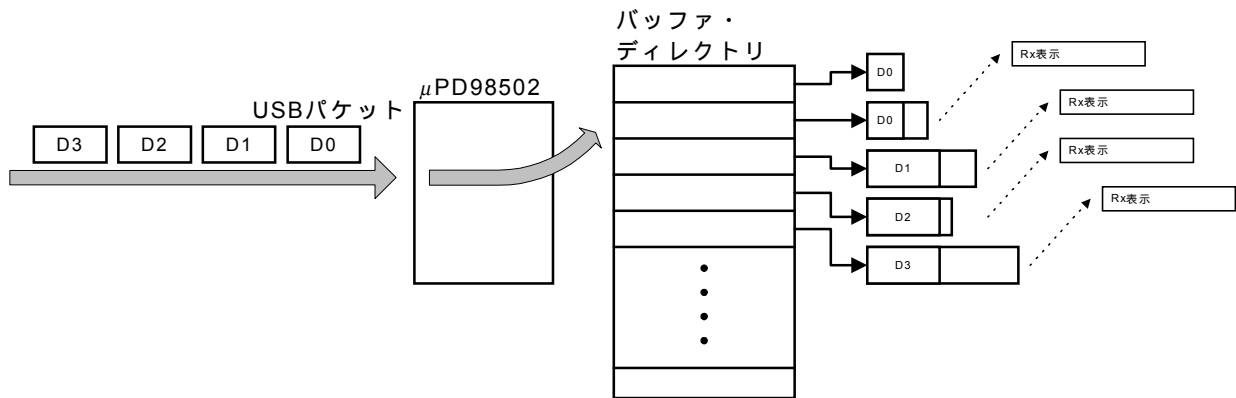 バッファ・
ディレクトリ
μPD98502
USBパケット
D3 D2 D1 D0
D0
D0
D1
D2
D3
Rx表示
Rx表示
Rx表示
Rx表示